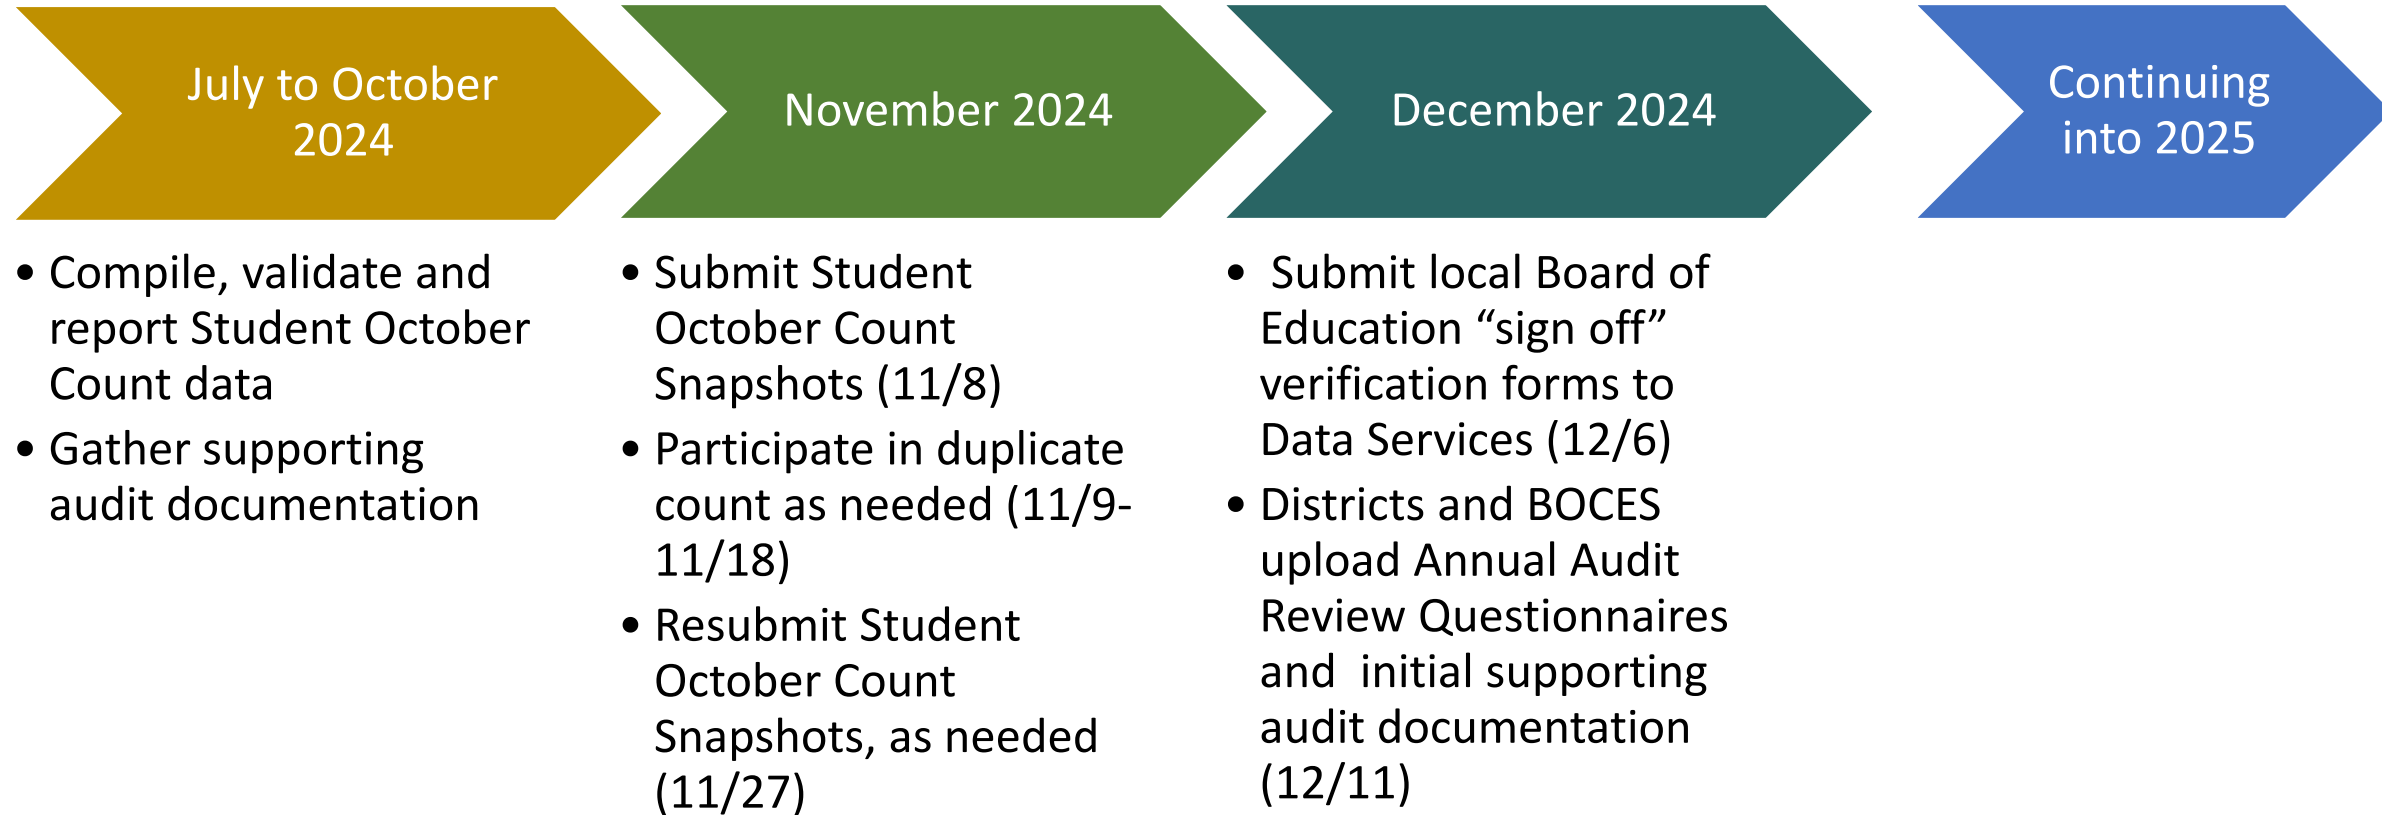 July to October
2024
November 2024
December 2024
Continuing
into 2025
• Compile, validate and
report Student October
Count data
• Gather supporting
audit documentation
• Submit Student
October Count
Snapshots (11/8)
• Participate in duplicate
count as needed (11/9-
11/18)
• Resubmit Student
October Count
Snapshots, as needed
(11/27)
• Submit local Board of
Education “sign off”
verification forms to
Data Services (12/6)
• Districts and BOCES
upload Annual Audit
Review Questionnaires
and  initial supporting
audit documentation
(12/11)